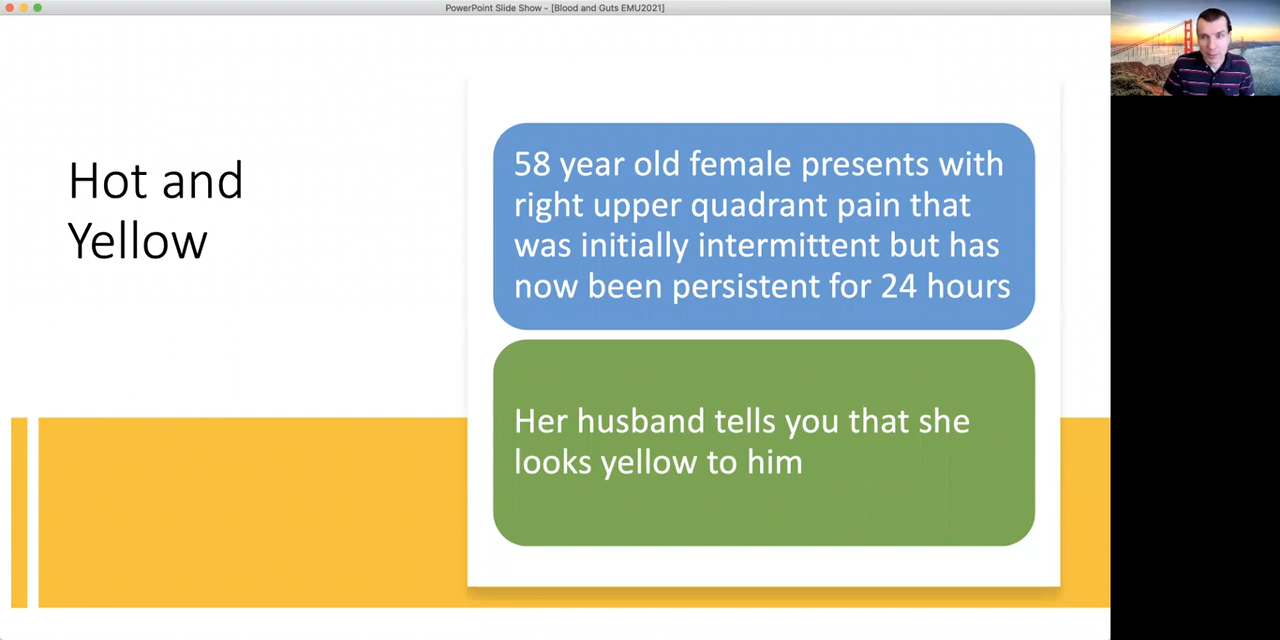 PowerPoint Slide Show - [Blood and Guts EMU2021]
Hot and
Yellow
58 year old female presents with
right upper quadrant pain that
was initially intermittent but has
now been persistent for 24 hours
Her husband tells you that she
looks yellow to him